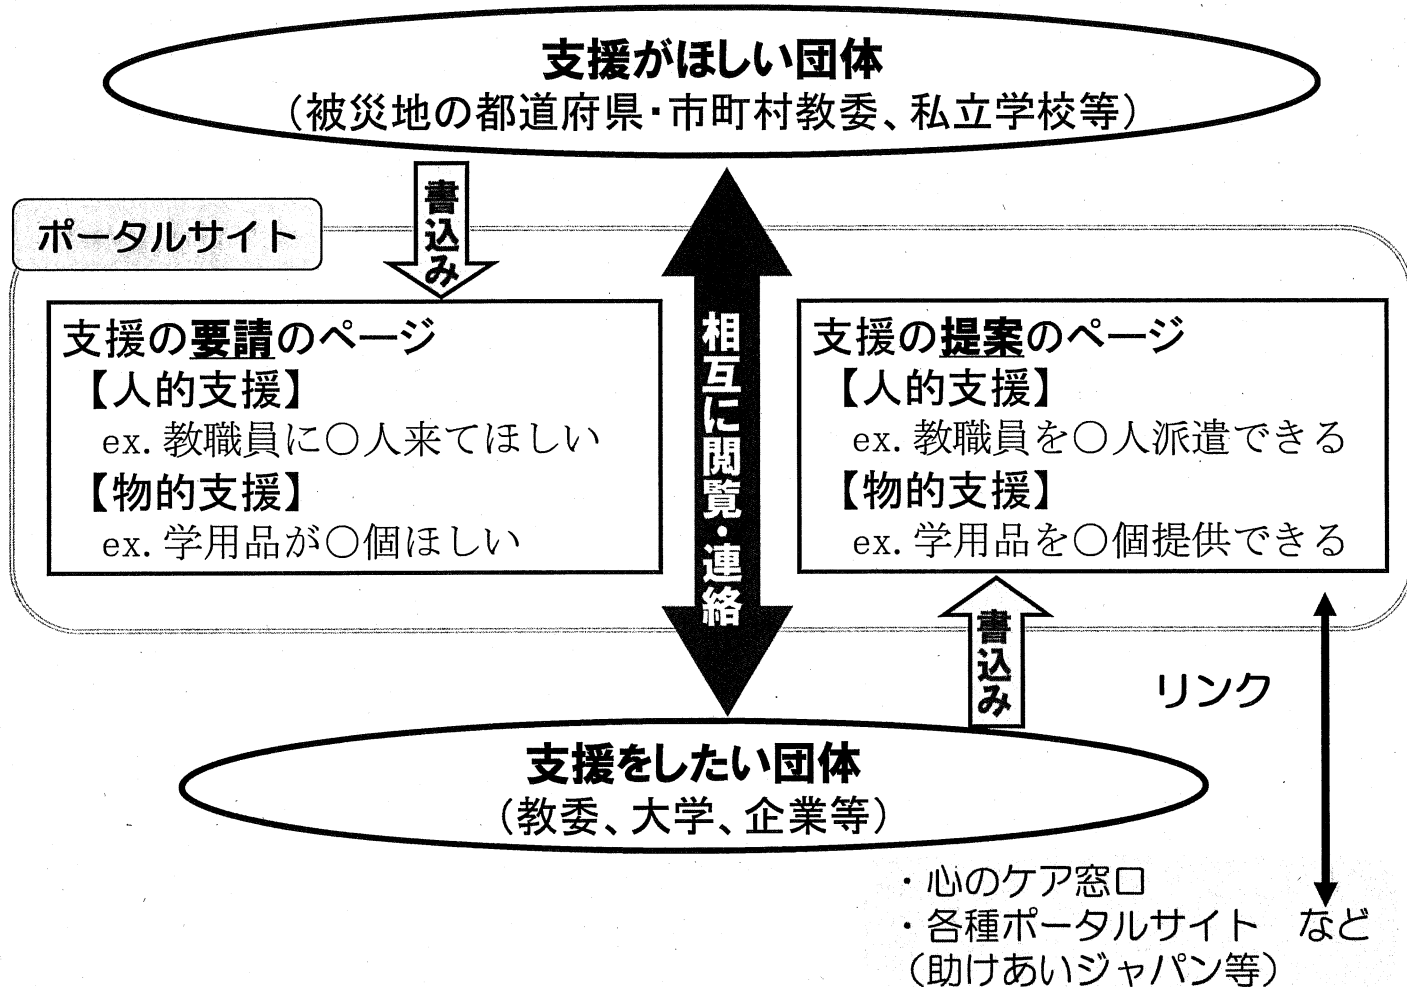 支援がほしい団体
（被災地の都道府県・市町村教委、私立学校等）
書込み
ポータルサイト
支援の要請のページ
【人的支援】
ex. 教職員に○人来てほしい
【物的支援】
ex. 学用品が○個ほしい
相互に閲覧・連絡
支援の提案のページ
【人的支援】
ex. 教職員を○人派遣できる
【物的支援】
ex. 学用品を○個提供できる
書込み
リンク
支援をしたい団体
（教委、大学、企業等）
・心のケア窓口
・各種ポータルサイト　など
（助けあいジャパン等）